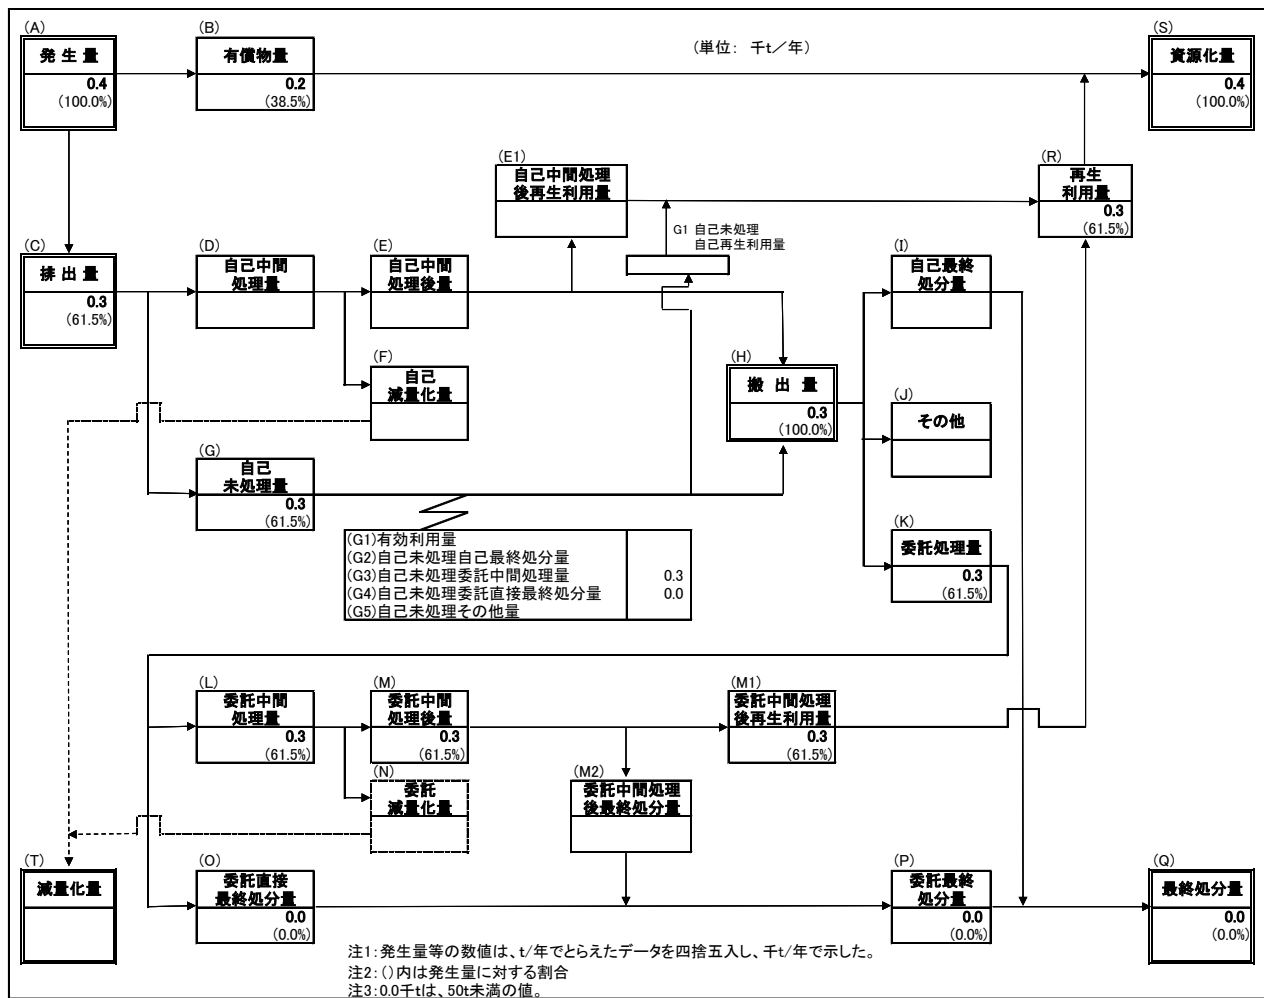 (A)
発 生 量
0.4
(100.0%)
(B)
有償物量
0.2
(38.5%)
(単位： 千t／年)
(S)
資源化量
0.4
(100.0%)
(E1)
自己中間処理
後再生利用量
(R)
再生
利用量
0.3
(61.5%)
G1 自己未処理
自己再生利用量
(C)
排 出 量
0.3
(61.5%)
(D)
自己中間
処理量
(E)
自己中間
処理後量
(I)
自己最終
処分量
(F)
自己
減量化量
(H)
搬 出 量
0.3
(100.0%)
(J)
その他
(G)
自己
未処理量
0.3
(61.5%)
(G1)有効利用量
(G2)自己未処理自己最終処分量
(G3)自己未処理委託中間処理量 0.3
(G4)自己未処理委託直接最終処分量 0.0
(G5)自己未処理その他量
(K)
委託処理量
0.3
(61.5%)
(L)
委託中間
処理量
0.3
(61.5%)
(M)
委託中間
処理後量
0.3
(61.5%)
(M1)
委託中間処理
後再生利用量
0.3
(61.5%)
(N)
委託
減量化量
(M2)
委託中間処理
後最終処分量
(T)
減量化量
(O)
委託直接
最終処分量
0.0
(0.0%)
(P)
委託最終
処分量
0.0
(0.0%)
(Q)
最終処分量
0.0
(0.0%)
注1：発生量等の数値は、t/年でとらえたデータを四捨五入し、千t/年で示した。
注2：()内は発生量に対する割合
注3：0.0千tは、50t未満の値。